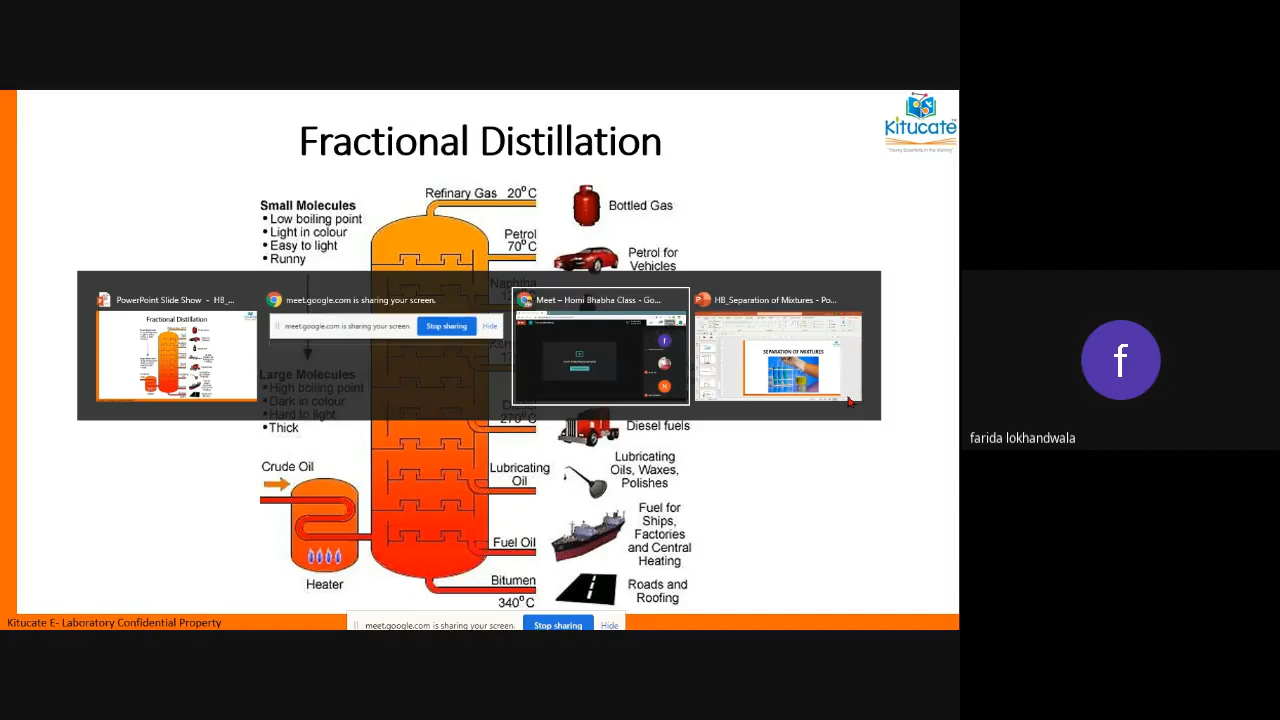 Kitucate
"Young Scientists in the Making"
Fractional Distillation
Refinary Gas 20°C
Small Molecules
• Low boiling point
• Light in colour
• Easy to light
• Runny
Bottled Gas
Petrol
70°C
Petrol for
Vehicles
PowerPoint Slide Show - HB_...
meet.google.com is sharing your screen.
Meet – Homi Bhabha Class - Go...
HB_Separation of Mixtures - Po...
Fractional Distillation
meet.google.com is sharing your screen.
Stop sharing
Hide
SEPARATION OF MIXTURES
Large Molecules
• High boiling point
• Dark in colour
• Hard to light
• Thick
270°C
Diesel fuels
Crude Oil
Heater
Lubricating
Oil
Lubricating
Oils, Waxes,
Polishes
Fuel Oil
Fuel for
Ships,
Factories
and Central
Heating
Bitumen
340°C
Roads and
Roofing
f
farida lokhandwala
Kitucate E- Laboratory Confidential Property
meet.google.com is sharing your screen.
Stop sharing
Hide